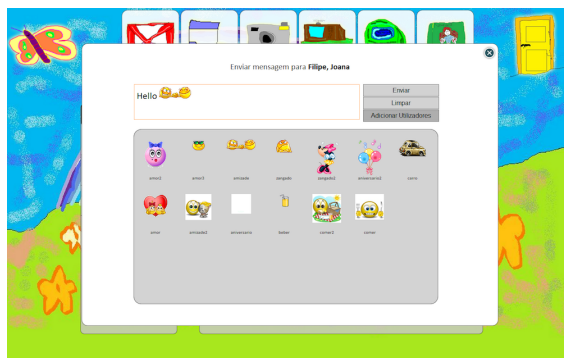 Enviar mensagem para Filipe, Joana
Hello
Enviar
Limpar
Adicionar Utilizadores
amor2 amor3 amizade zangado zangado2 aniversario2 carro
amor amizade2 aniversario beber comer2 comer